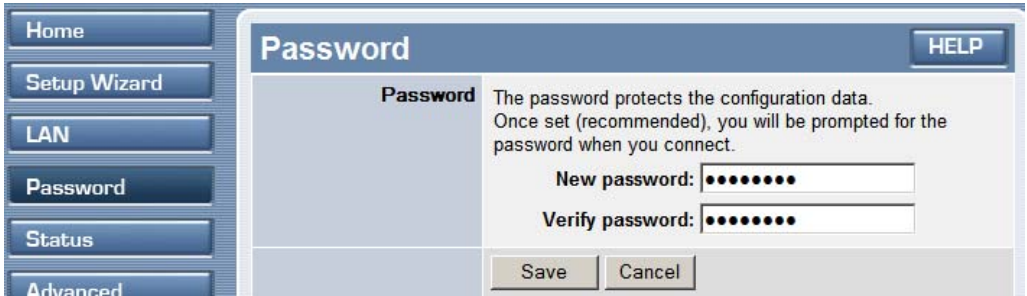 Home
Setup Wizard
LAN
Password
Status
Advanced
Password
HELP
Password
The password protects the configuration data.
Once set (recommended), you will be prompted for the
password when you connect.
New password: ●●●●●●●●
Verify password: ●●●●●●●●
Save Cancel